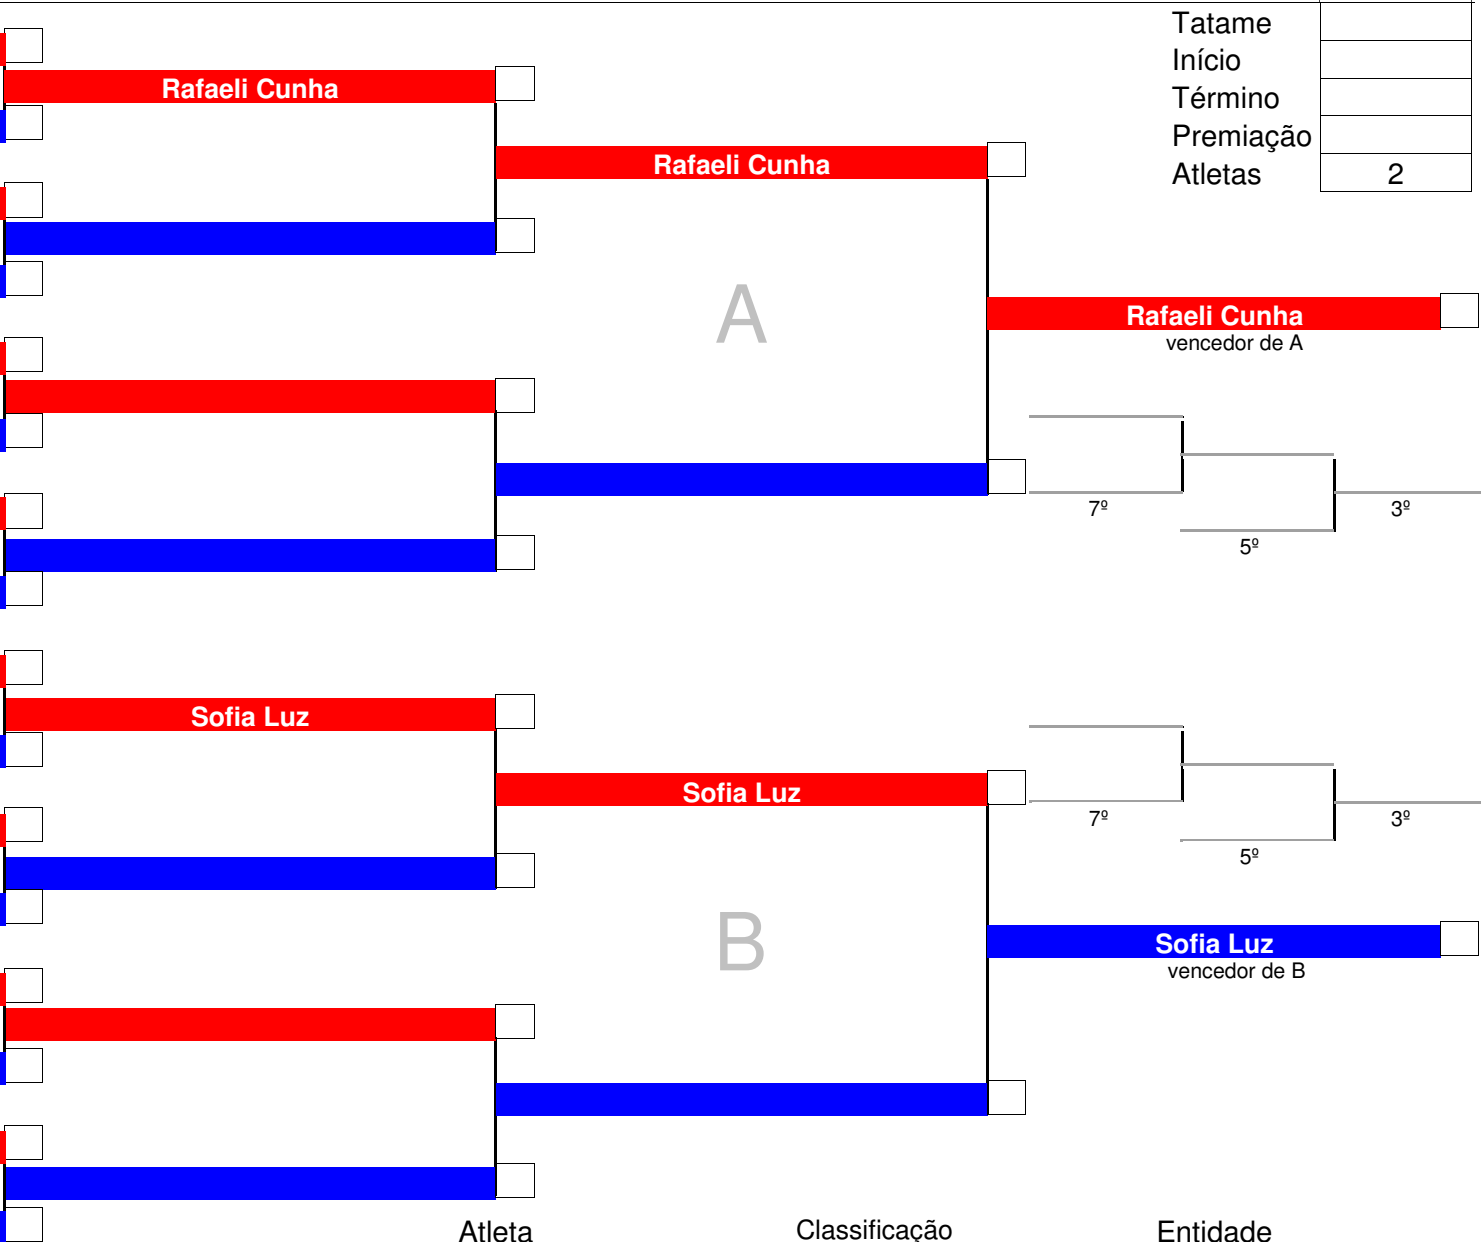 Tatame
Início
Término
Premiação
Atletas 2
Rafaeli Cunha
Rafaeli Cunha
A
Rafaeli Cunha
vencedor de A
7º
3º
5º
Sofia Luz
Sofia Luz
7º
3º
5º
B
Sofia Luz
vencedor de B
Atleta Classificação Entidade